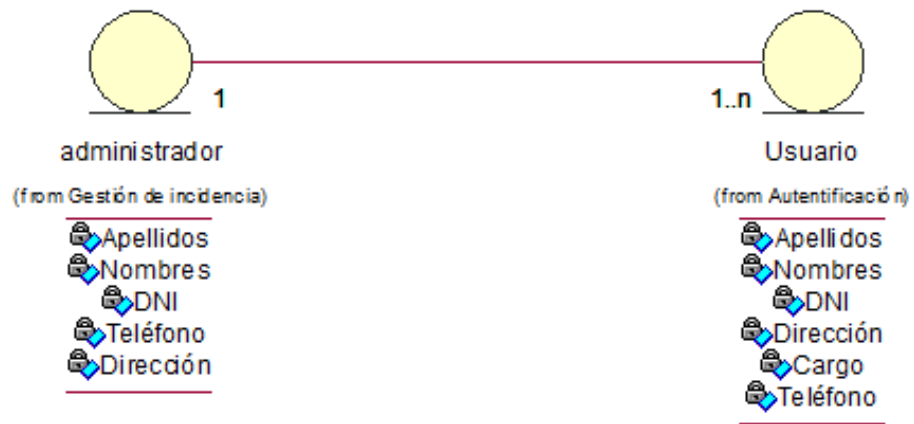 1
1..n
administrador
Usuario
(from Gestión de incidencia)
(from Autentificación)
Apellidos
Nombres
DNI
Teléfono
Dirección
Apellidos
Nombres
DNI
Dirección
Cargo
Teléfono